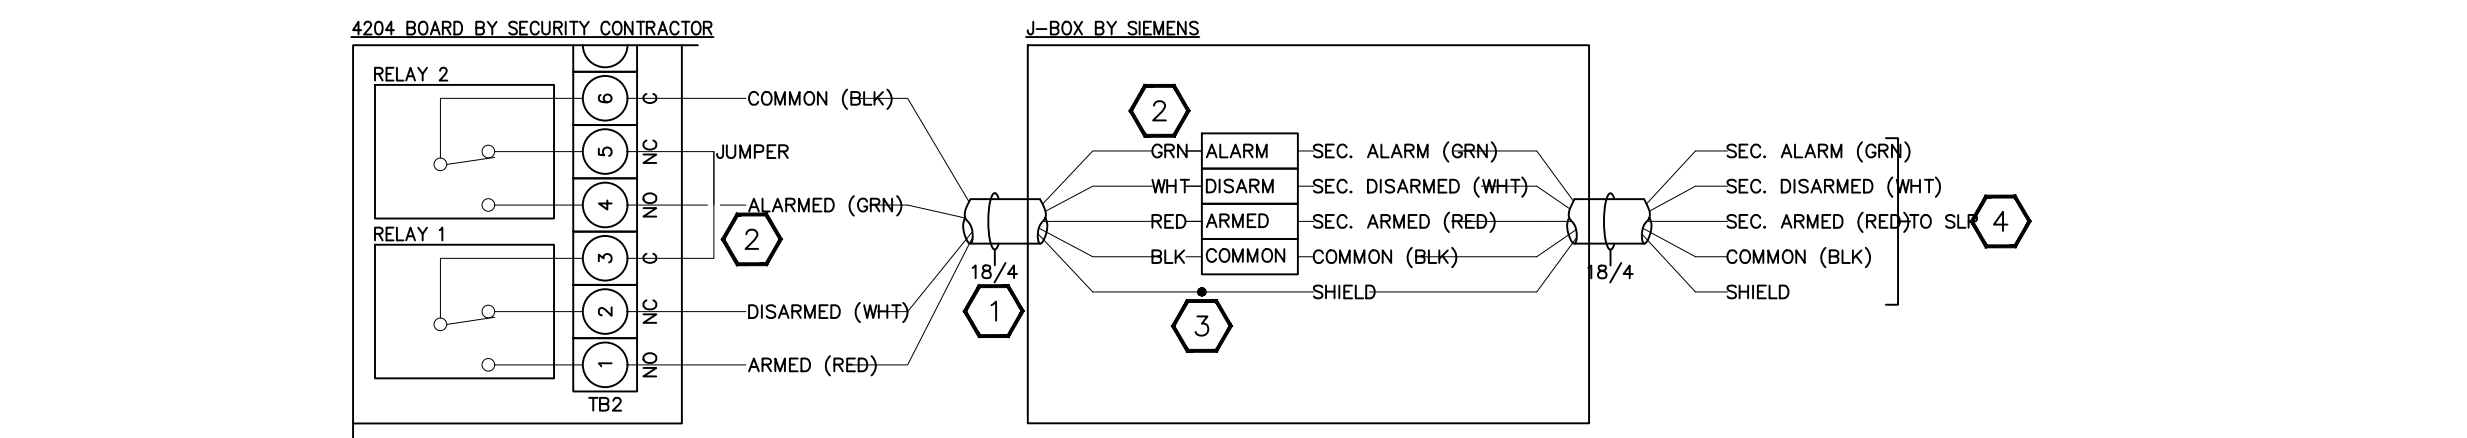 4204 BOARD BY SECURITY CONTRACTOR
RELAY 2
6 C
5 NC
4 NO
RELAY 1
3 C
2 NC
1 NO
TB2
COMMON (BLK)
JUMPER
ALARMED (GRN)
2
DISARMED (WHT)
ARMED (RED)
18/4
1
J-BOX BY SIEMENS
2
GRN ALARM SEC. ALARM (GRN)
WHT DISARM SEC. DISARMED (WHT)
RED ARMED SEC. ARMED (RED)
BLK COMMON COMMON (BLK)
SHIELD
3
18/4
SEC. ALARM (GRN)
SEC. DISARMED (WHT)
SEC. ARMED (RED) TO SLP 4
COMMON (BLK)
SHIELD